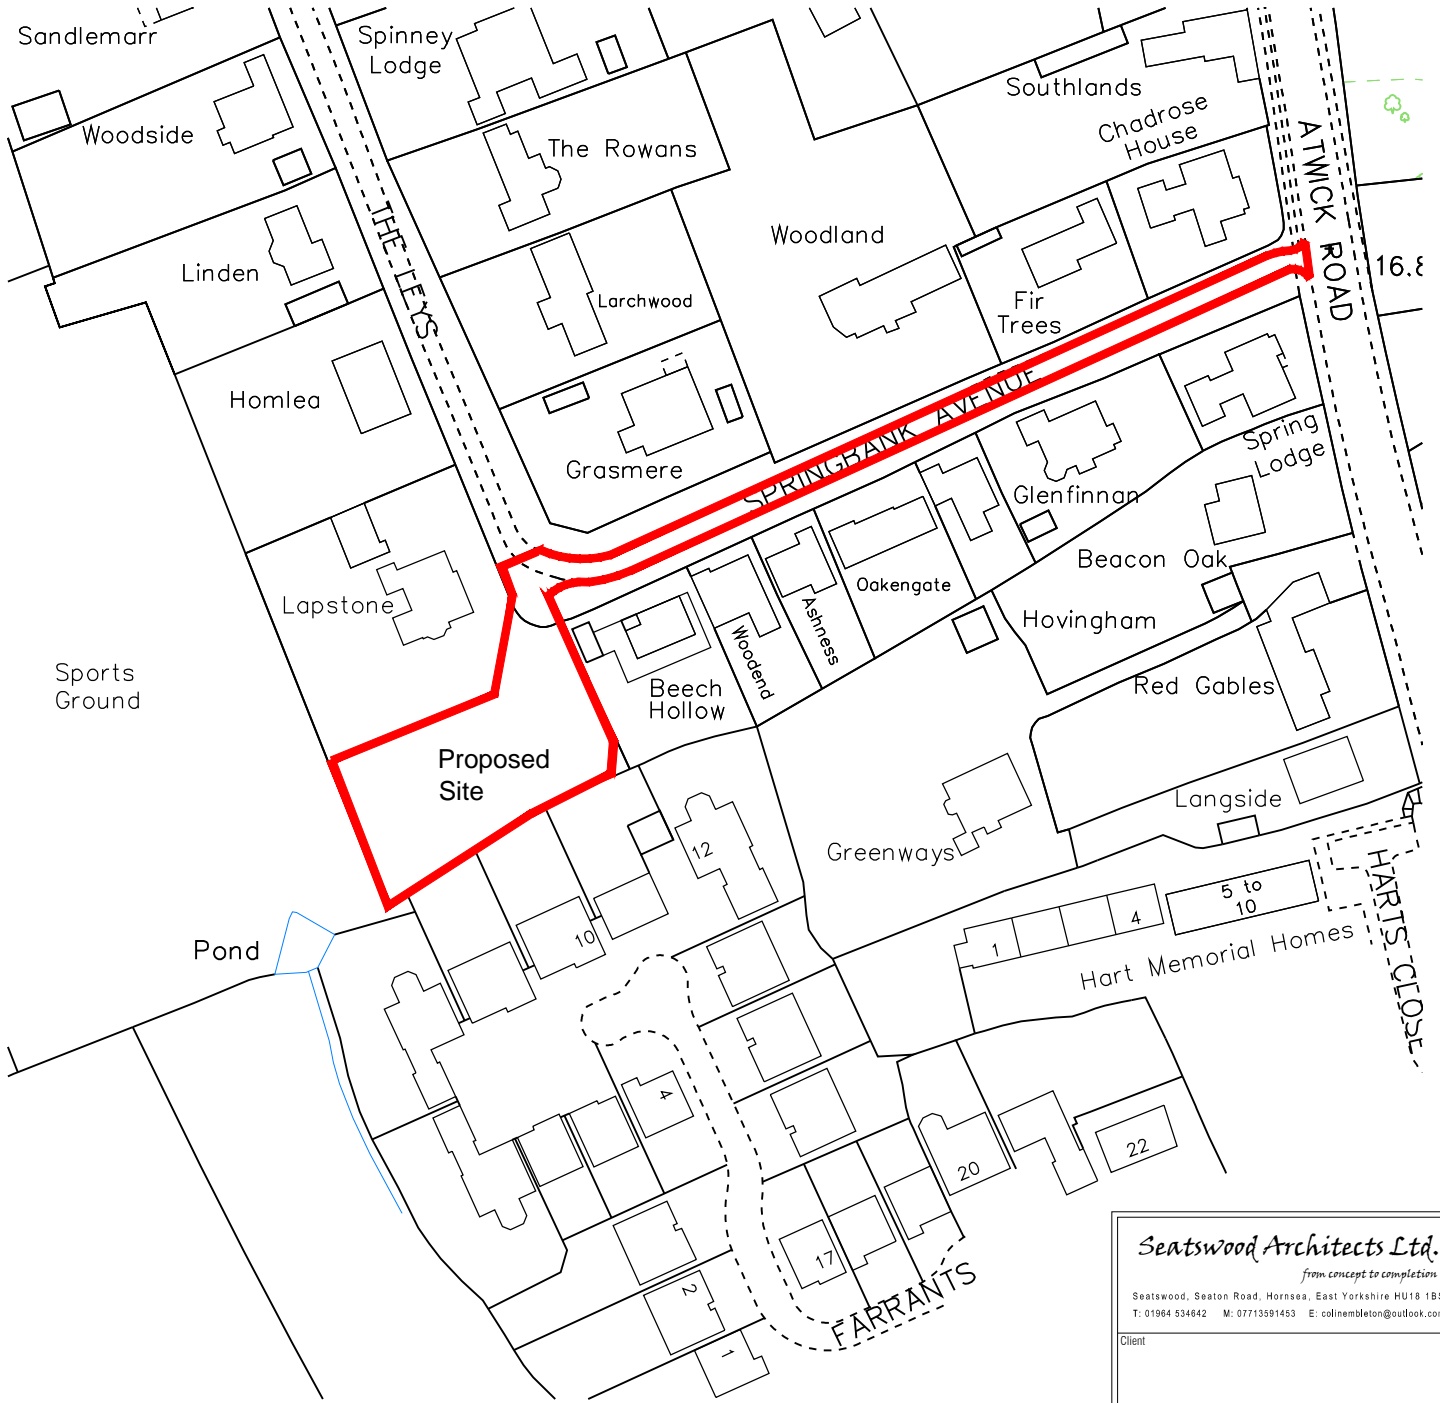 Sandlemarr
Spinney
Lodge
Woodside
The Rowans
Southlands
Chadrose
House
ATWICK ROAD
THE LEYS
Linden
Woodland
Larchwood
Fir
Trees
16.8
Homlea
Grasmere
SPRINGBANK AVENUE
Spring
Lodge
Glenfinnan
Beacon Oak
Oakengate
Lapstone
Ashness
Woodend
Hovingham
Sports
Ground
Beech
Hollow
Red Gables
Proposed
Site
Langside
Greenways
12
10
Pond
5 to
10
1
4
Hart Memorial Homes
HARTS CLOSE
4
20
22
17
2
1
FARRANTS
Seatswood Architects Ltd.
from concept to completion
Seatswood, Seaton Road, Hornsea, East Yorkshire HU18 1BS
T: 01964 534642 M: 07713591453 E: colinembleton@outlook.com
Client